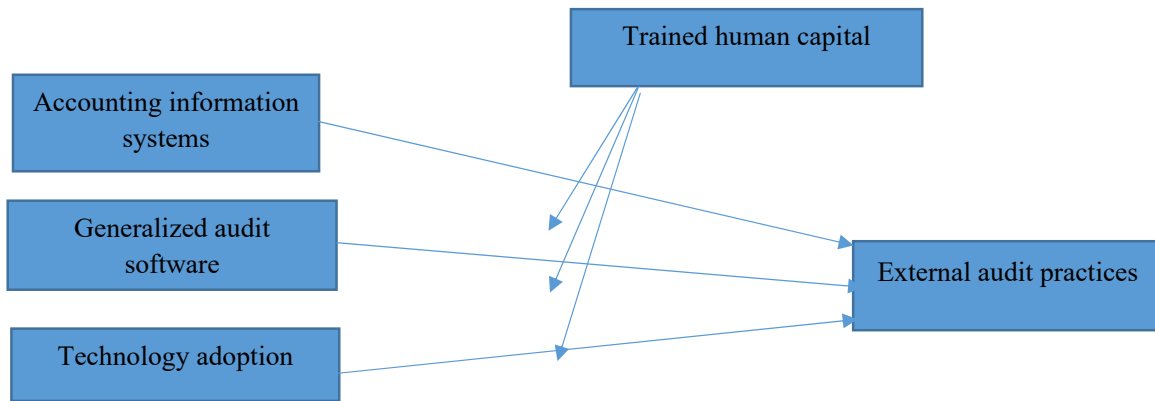 Trained human capital
Accounting information
systems
Generalized audit
software
External audit practices
Technology adoption